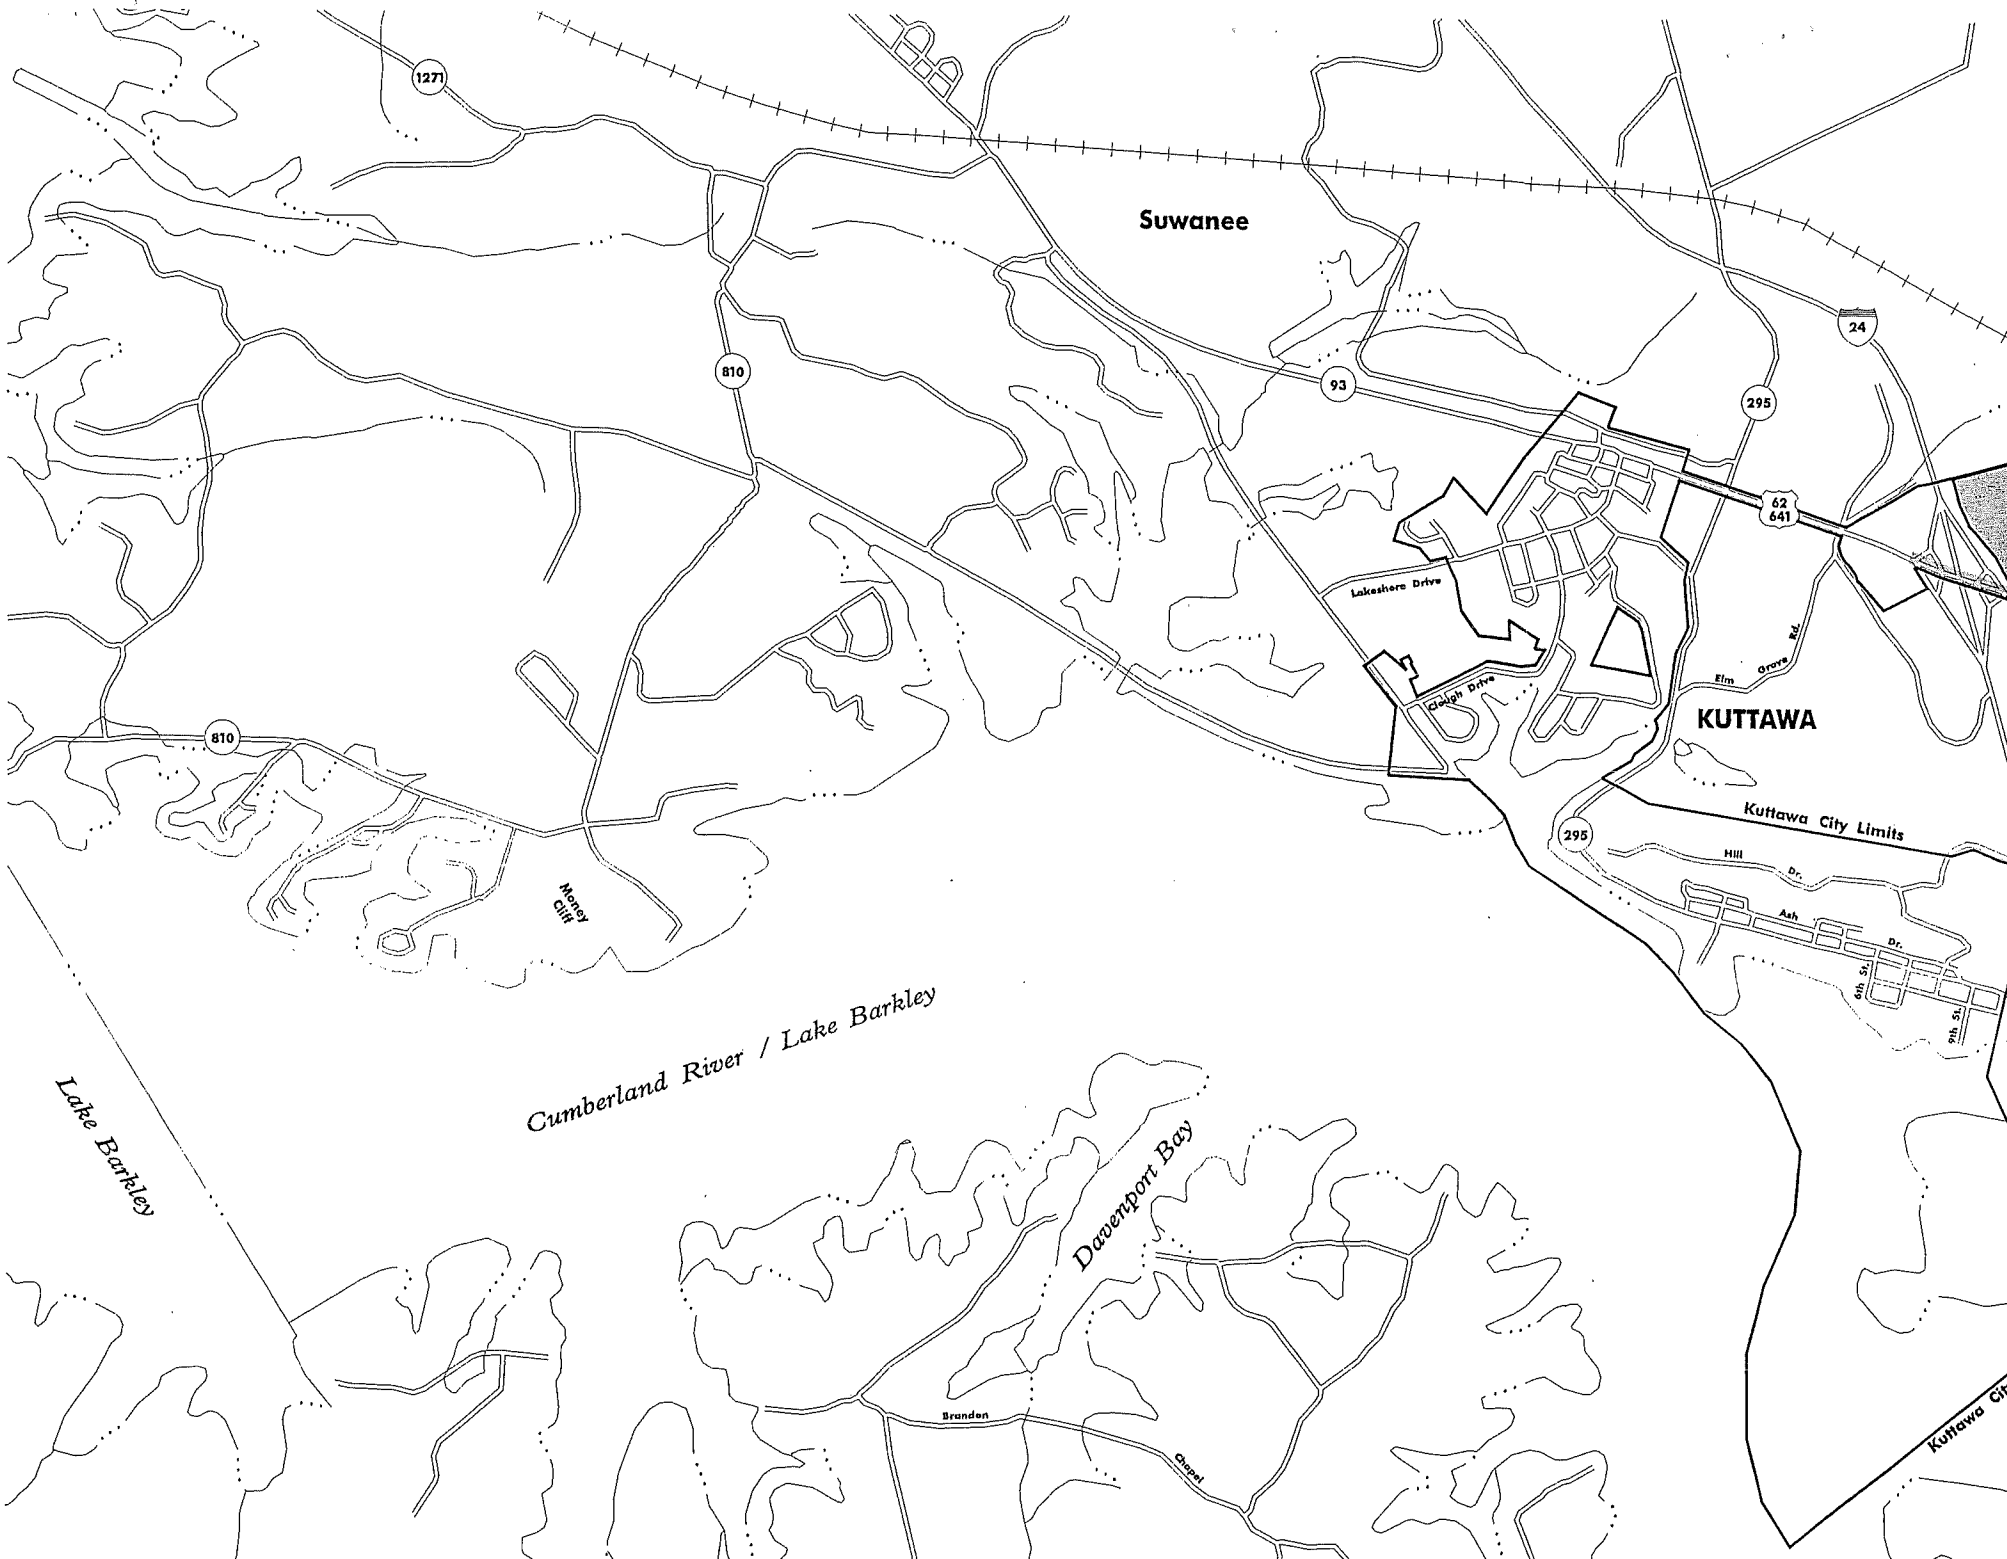 1271
Suwanee
24
810
93
295
62
641
Lakeshore Drive
Elm Grove Rd.
Clough Drive
KUTTAWA
810
Kuttawa City Limits
295
Hill Dr.
Money
Cliff
Ash Dr.
6th St.
9th St.
Cumberland River / Lake Barkley
Lake Barkley
Davenport Bay
Brandon Chapel
Kuttawa Cit